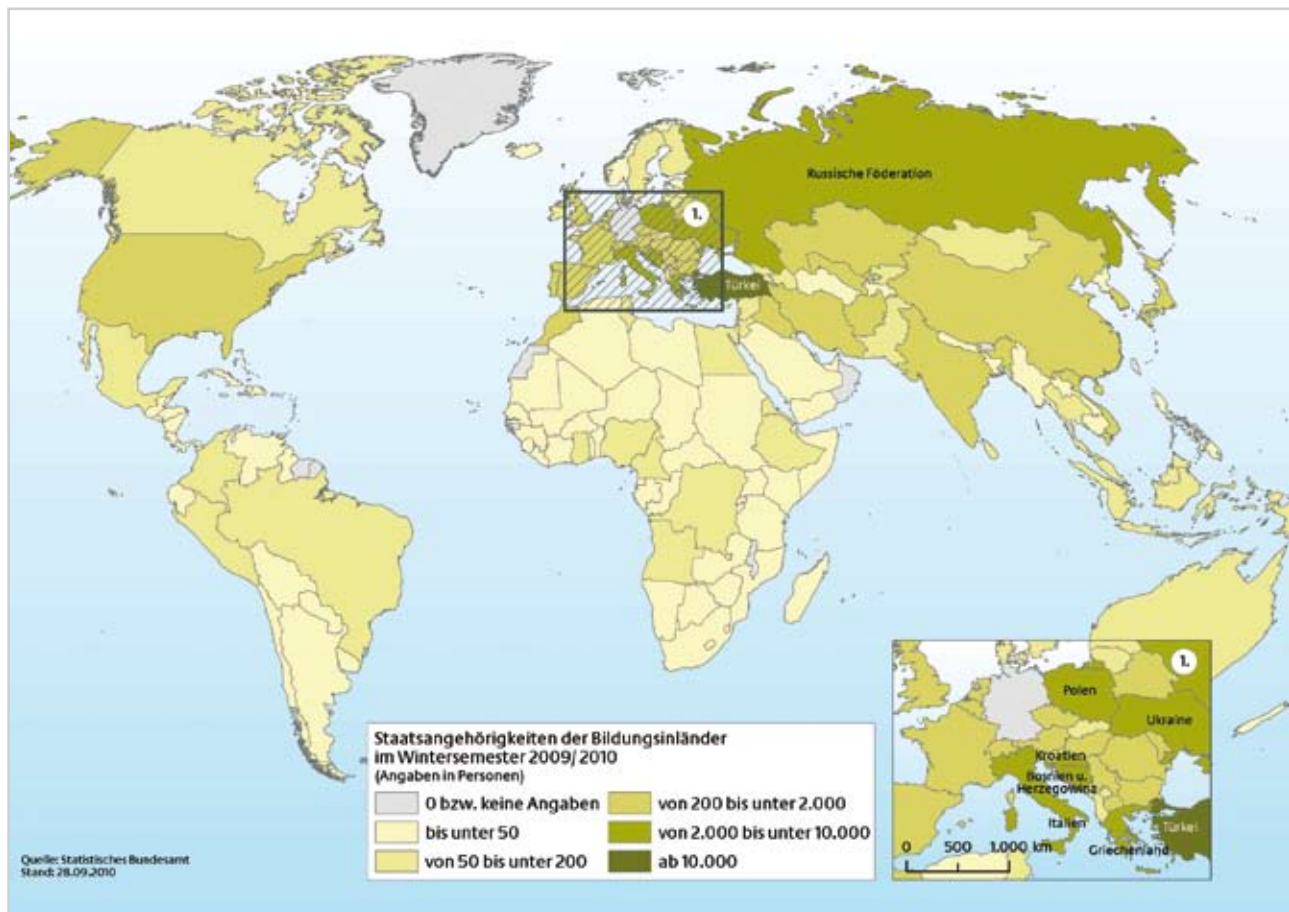 Russische Föderation
1.
Türkei
1.
Polen
Ukraine
Kroatien
Bosnien u.
Herzegowina
Italien
Türkei
Griechenland
0 500 1.000 km
Staatsangehörigkeiten der Bildungsinländer
im Wintersemester 2009/2010
(Angaben in Personen)
0 bzw. keine Angaben
bis unter 50
von 50 bis unter 200
von 200 bis unter 2.000
von 2.000 bis unter 10.000
ab 10.000
Quelle: Statistisches Bundesamt
Stand: 28.09.2010